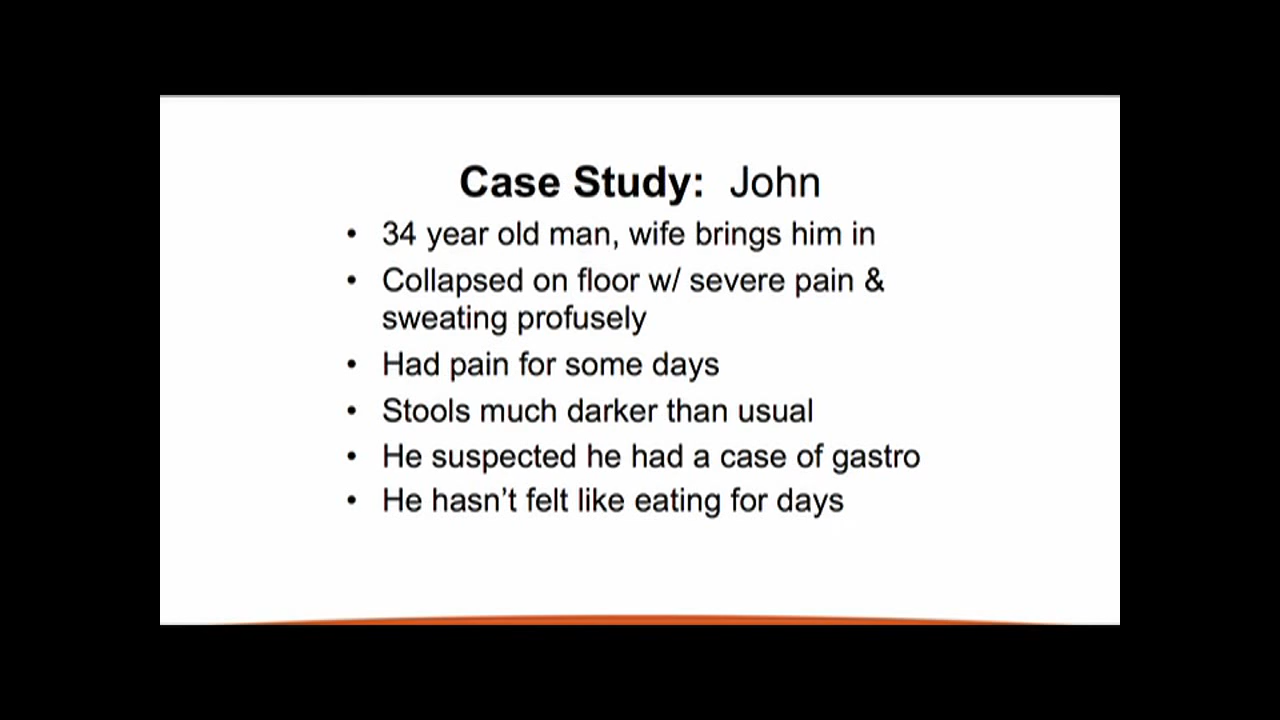 Case Study: John
• 34 year old man, wife brings him in
• Collapsed on floor w/ severe pain &
sweating profusely
• Had pain for some days
• Stools much darker than usual
• He suspected he had a case of gastro
• He hasn’t felt like eating for days